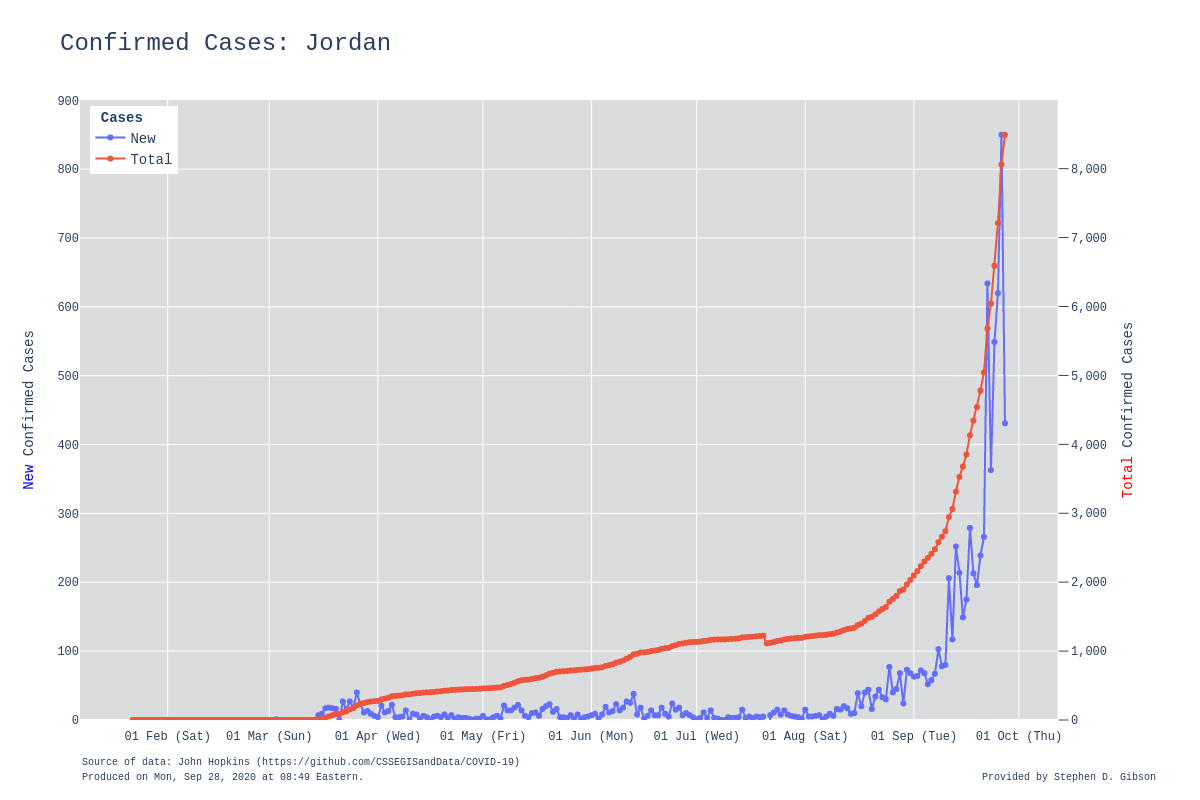 Confirmed Cases: Jordan
Cases
New
Total
900
800
700
600
500
400
300
200
100
0
8,000
7,000
6,000
5,000
4,000
3,000
2,000
1,000
0
New Confirmed Cases
Total Confirmed Cases
01 Feb (Sat) 01 Mar (Sun) 01 Apr (Wed) 01 May (Fri) 01 Jun (Mon) 01 Jul (Wed) 01 Aug (Sat) 01 Sep (Tue) 01 Oct (Thu)
Source of data: John Hopkins (https://github.com/CSSEGISandData/COVID-19)
Produced on Mon, Sep 28, 2020 at 08:49 Eastern.
Provided by Stephen D. Gibson